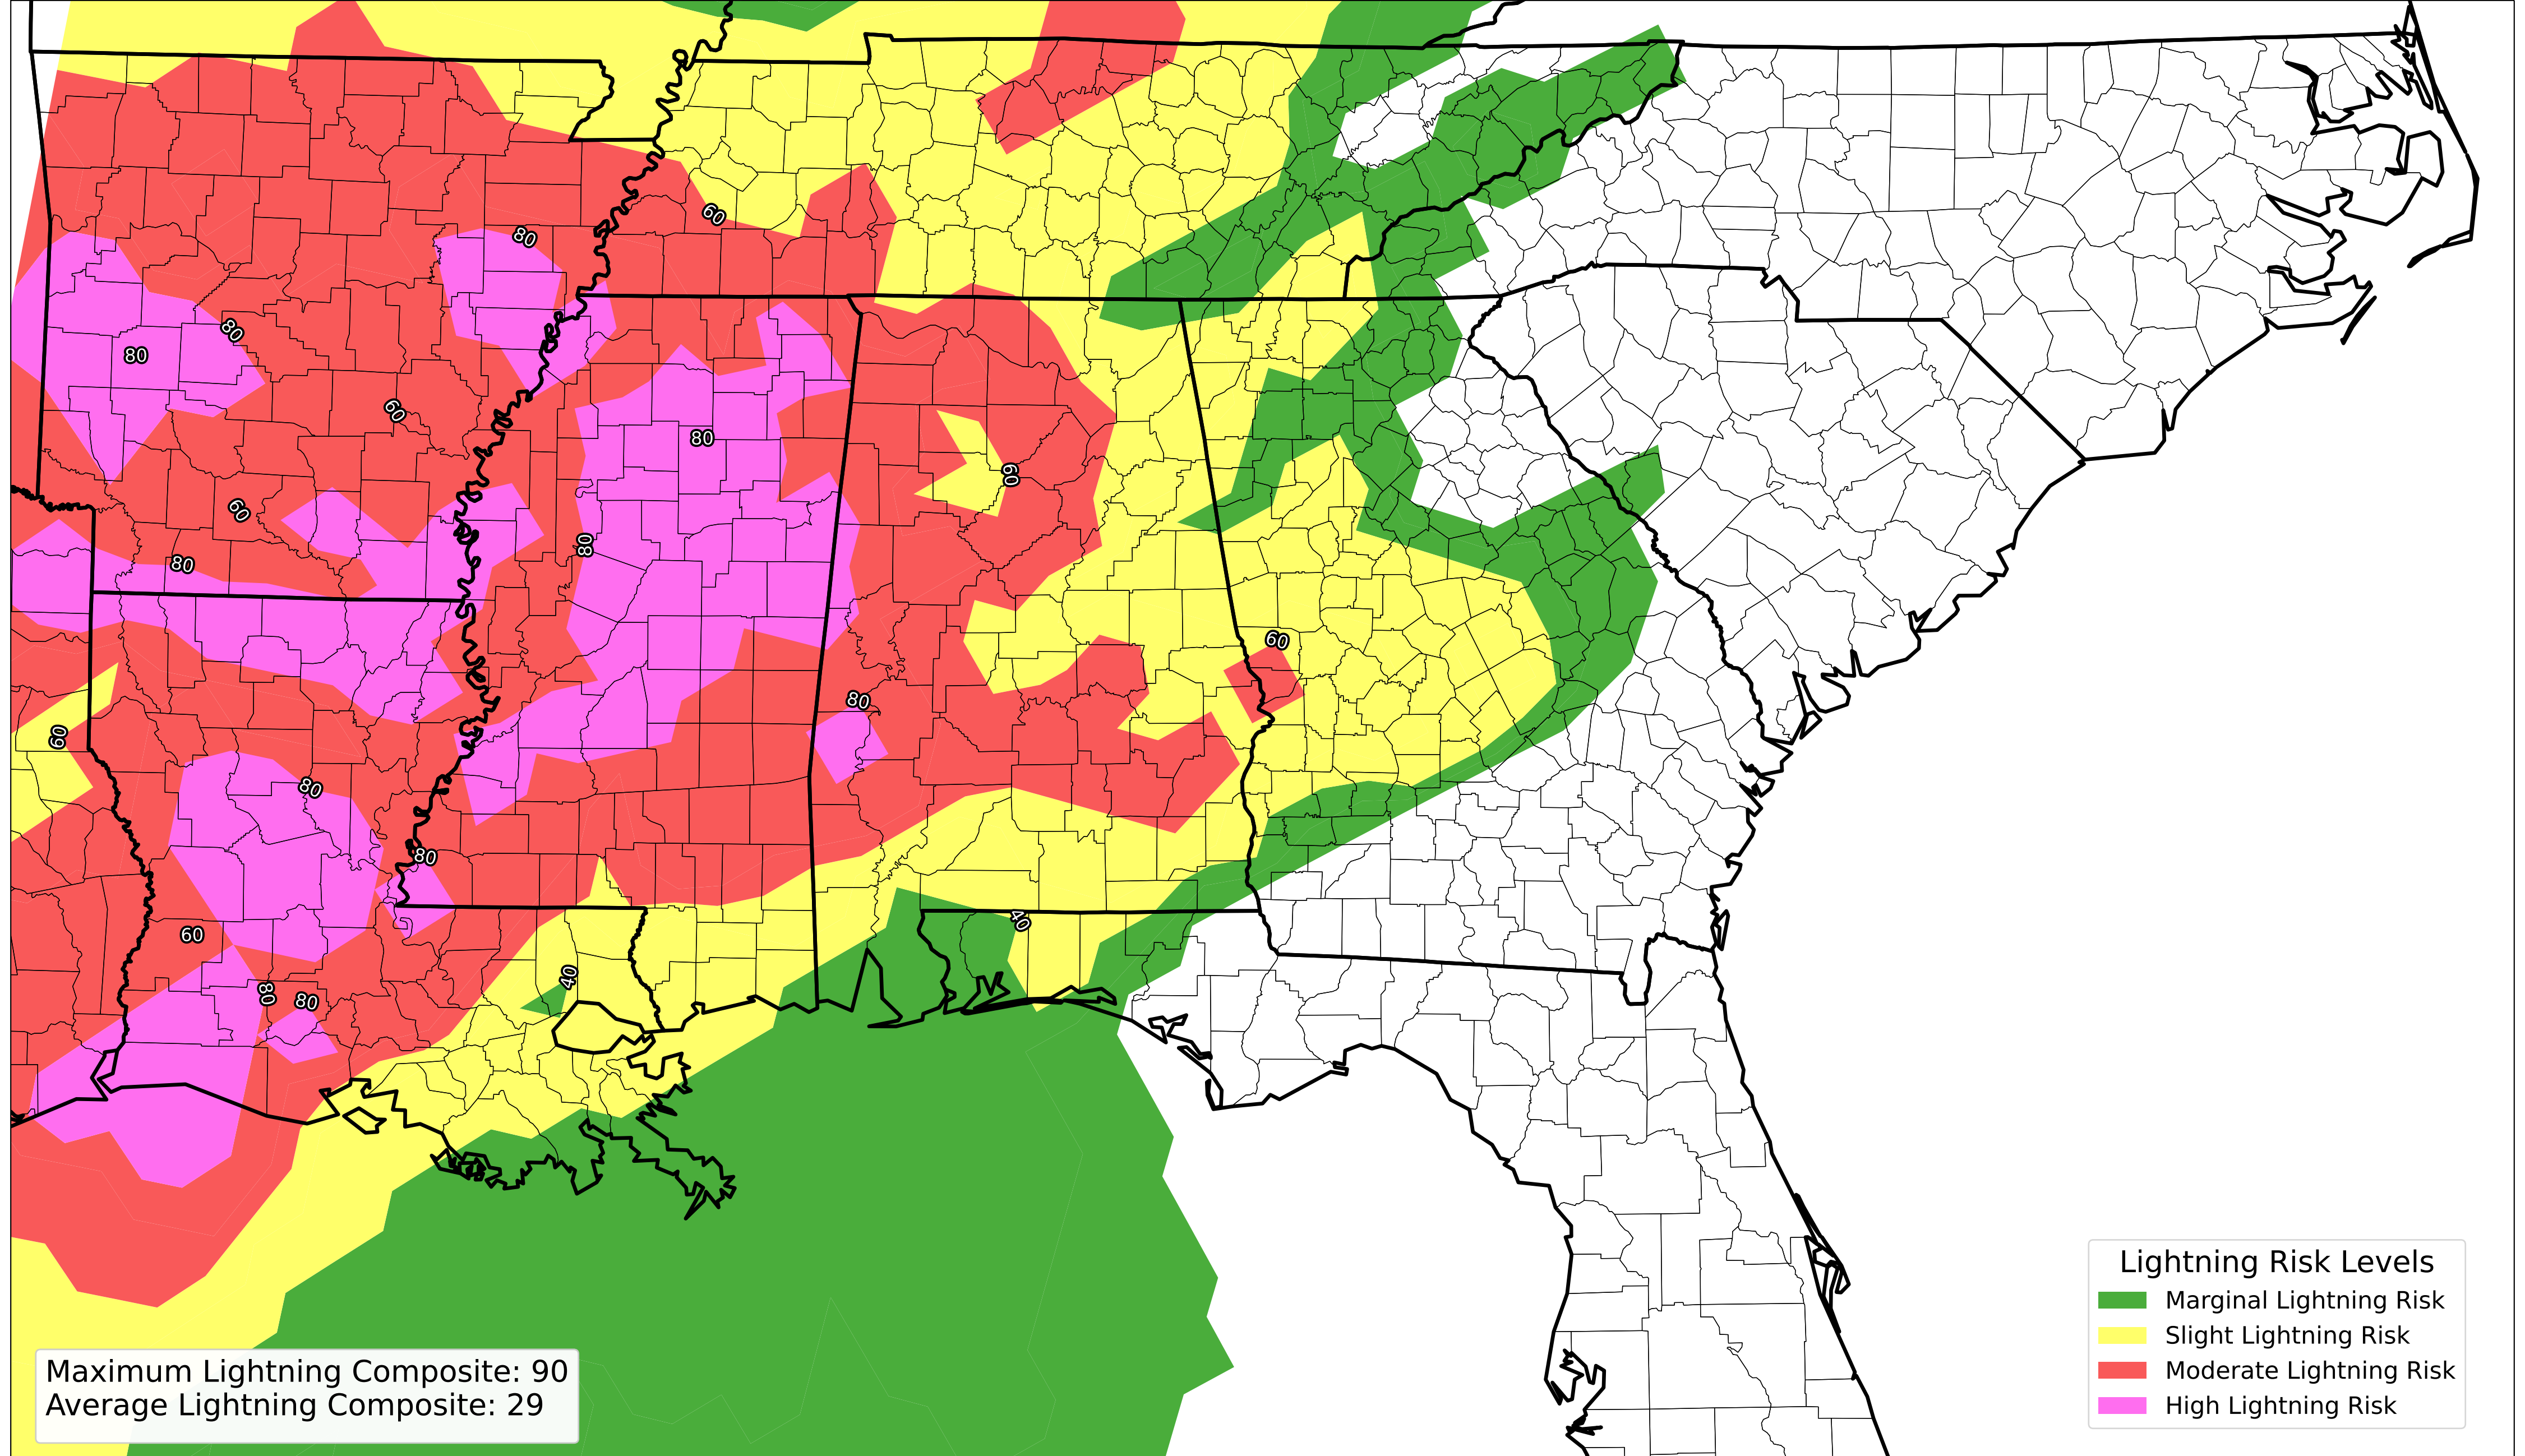 60
80
80
80
60
80
60
60
80
80
60
80
60
80
80
60
40
40
80
80
Lightning Risk Levels
Marginal Lightning Risk
Slight Lightning Risk
Moderate Lightning Risk
High Lightning Risk
Maximum Lightning Composite: 90
Average Lightning Composite: 29